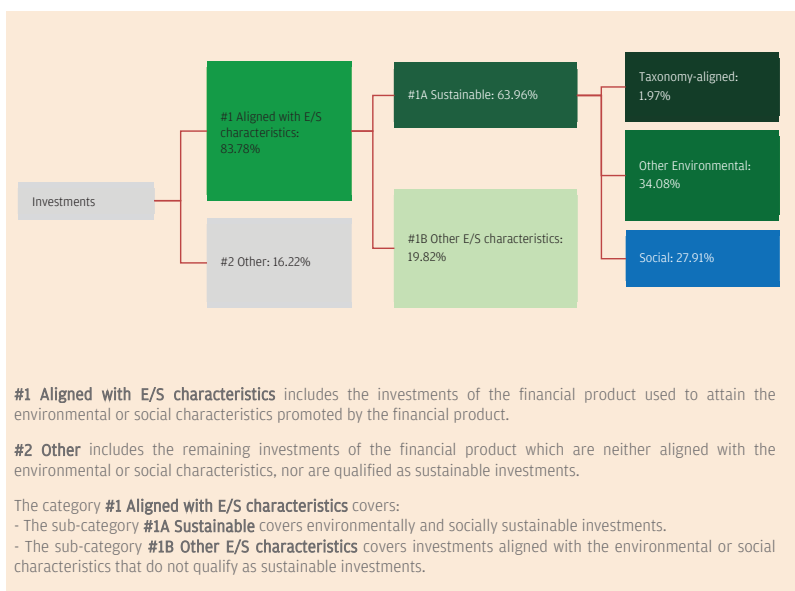 Investments
#1 Aligned with E/S
characteristics:
83.78%
#2 Other: 16.22%
#1A Sustainable: 63.96%
#1B Other E/S characteristics:
19.82%
Taxonomy-aligned:
1.97%
Other Environmental:
34.08%
Social: 27.91%
#1 Aligned with E/S characteristics includes the investments of the financial product used to attain the
environmental or social characteristics promoted by the financial product.
#2 Other includes the remaining investments of the financial product which are neither aligned with the
environmental or social characteristics, nor are qualified as sustainable investments.
The category #1 Aligned with E/S characteristics covers:
- The sub-category #1A Sustainable covers environmentally and socially sustainable investments.
- The sub-category #1B Other E/S characteristics covers investments aligned with the environmental or social
characteristics that do not qualify as sustainable investments.